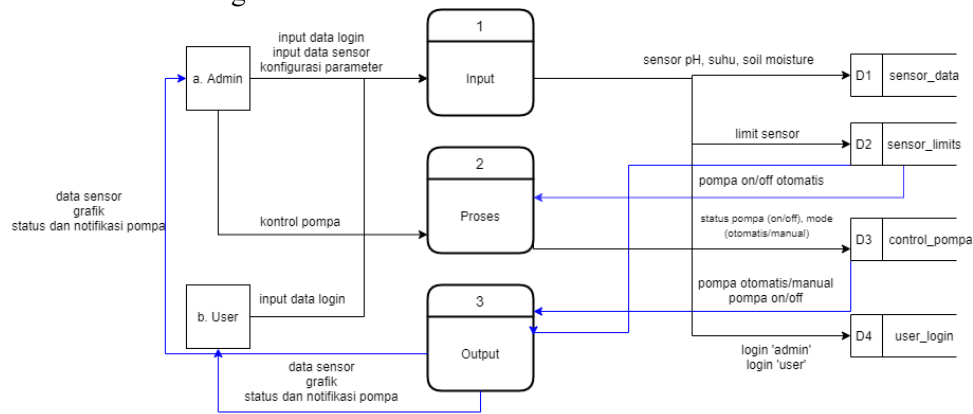 1
input data login
input data sensor
konfigurasi parameter
a. Admin
Input
sensor pH, suhu, soil moisture
D1
sensor_data
limit sensor
D2
sensor_limits
2
pompa on/off otomatis
data sensor
grafik
status dan notifikasi pompa
kontrol pompa
Proses
status pompa (on/off), mode
(otomatis/manual)
D3
control_pompa
pompa otomatis/manual
pompa on/off
3
input data login
b. User
Output
D4
user_login
login 'admin'
login 'user'
data sensor
grafik
status dan notifikasi pompa